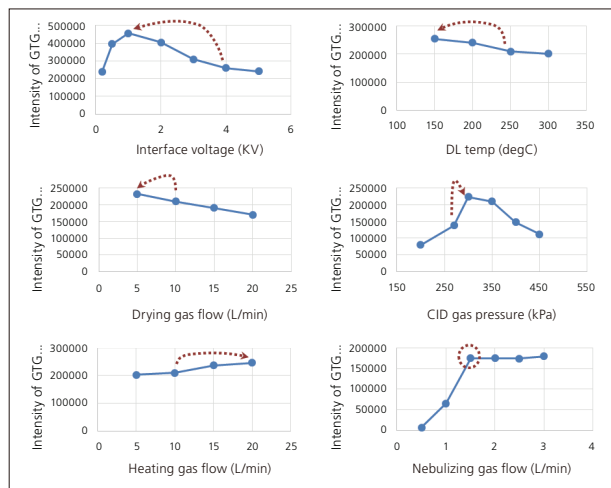 Intensity of GTG...
500000
400000
300000
200000
100000
0
0 2 4 6
Interface voltage (KV)
Intensity of GTG...
300000
200000
100000
0
100 150 200 250 300 350
DL temp (degC)
Intensity of GTG...
250000
200000
150000
100000
50000
0
0 5 10 15 20 25
Drying gas flow (L/min)
Intensity of GTG...
250000
200000
150000
100000
50000
0
150 250 350 450 550
CID gas pressure (kPa)
Intensity of GTG...
300000
200000
100000
0
0 5 10 15 20 25
Heating gas flow (L/min)
Intensity of GTG...
200000
150000
100000
50000
0
0 1 2 3 4
Nebulizing gas flow (L/min)